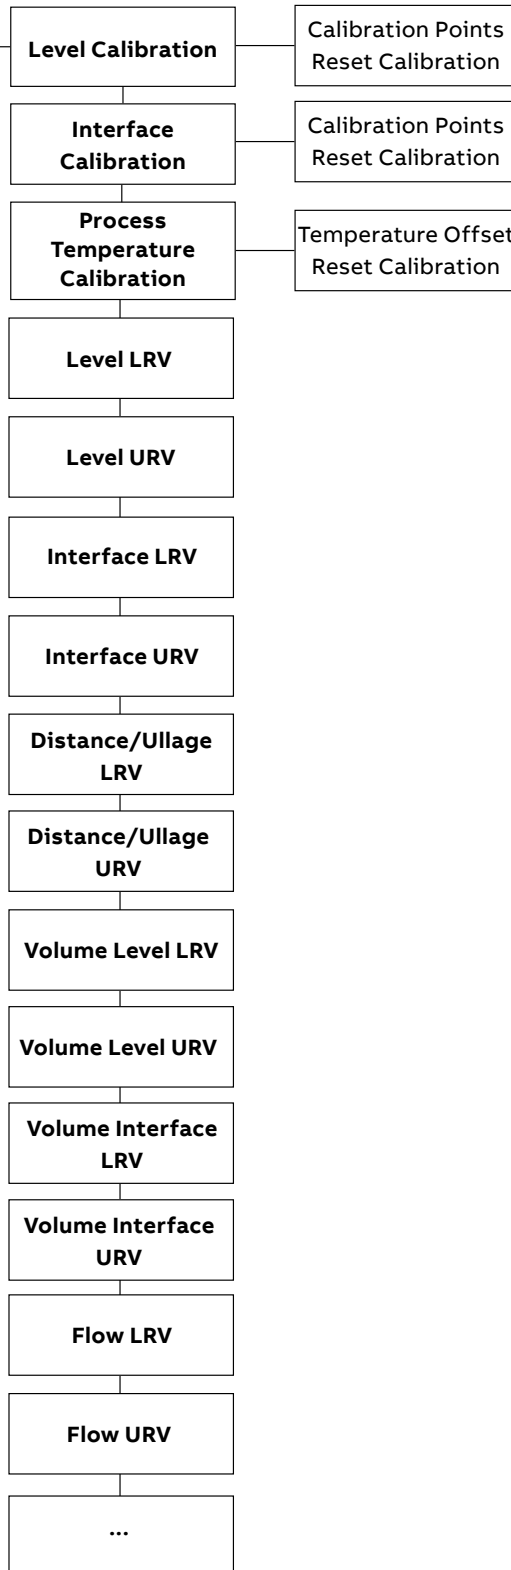 Level Calibration
Calibration Points
Reset Calibration
Interface
Calibration
Calibration Points
Reset Calibration
Process
Temperature
Calibration
Temperature Offset
Reset Calibration
Level LRV
Level URV
Interface LRV
Interface URV
Distance/Ullage
LRV
Distance/Ullage
URV
Volume Level LRV
Volume Level URV
Volume Interface
LRV
Volume Interface
URV
Flow LRV
Flow URV
...